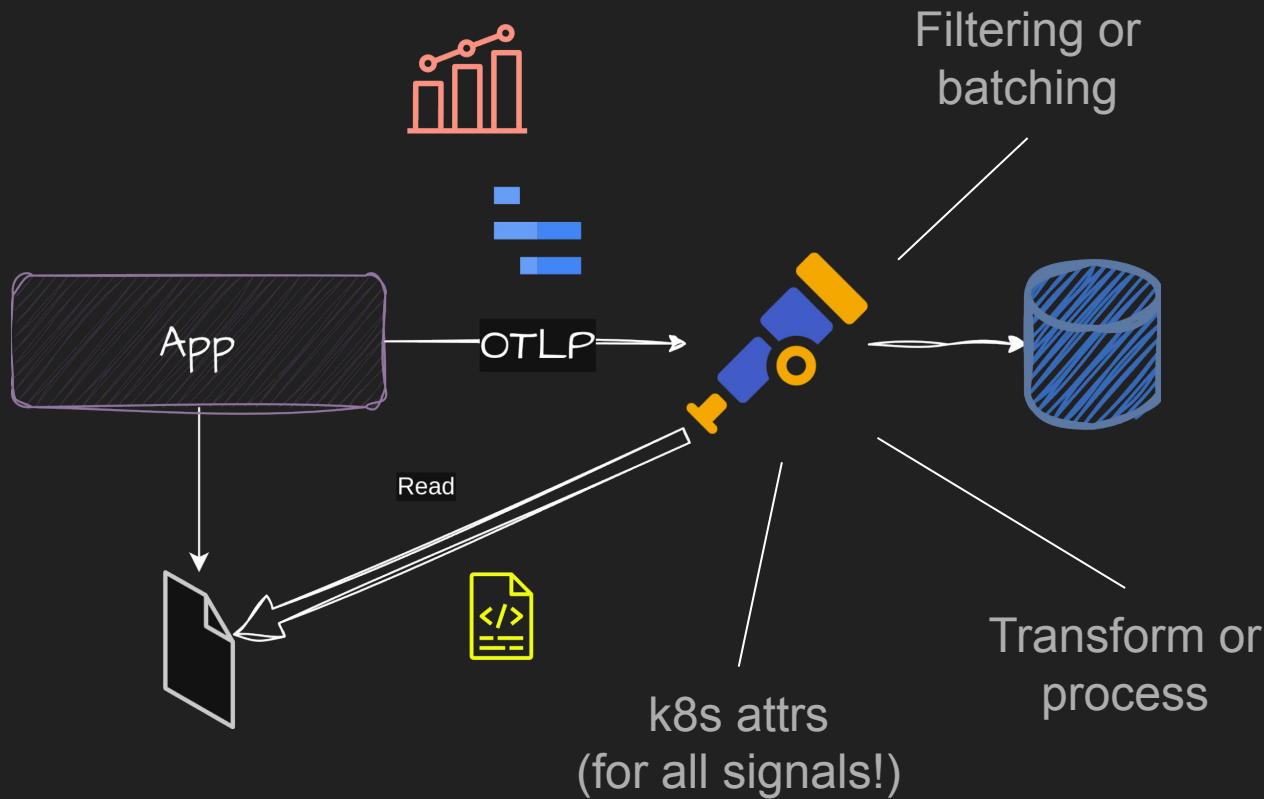 Filtering or
batching
App
OTLP
Read
</>
Transform or
process
k8s attrs
(for all signals!)